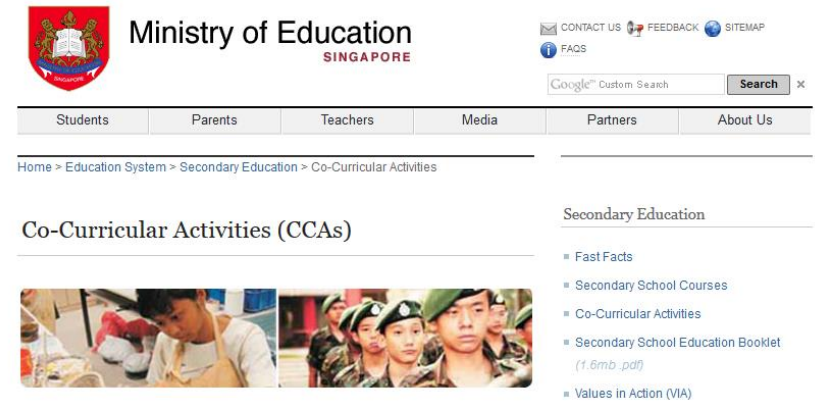 Ministry of Education
SINGAPORE
CONTACT US FEEDBACK SITEMAP
FAQS
Google™ Custom Search Search ×
Students Parents Teachers Media Partners About Us
Home > Education System > Secondary Education > Co-Curricular Activities
Co-Curricular Activities (CCAs)
Secondary Education
Fast Facts
Secondary School Courses
Co-Curricular Activities
Secondary School Education Booklet
(1.6mb .pdf)
Values in Action (VIA)